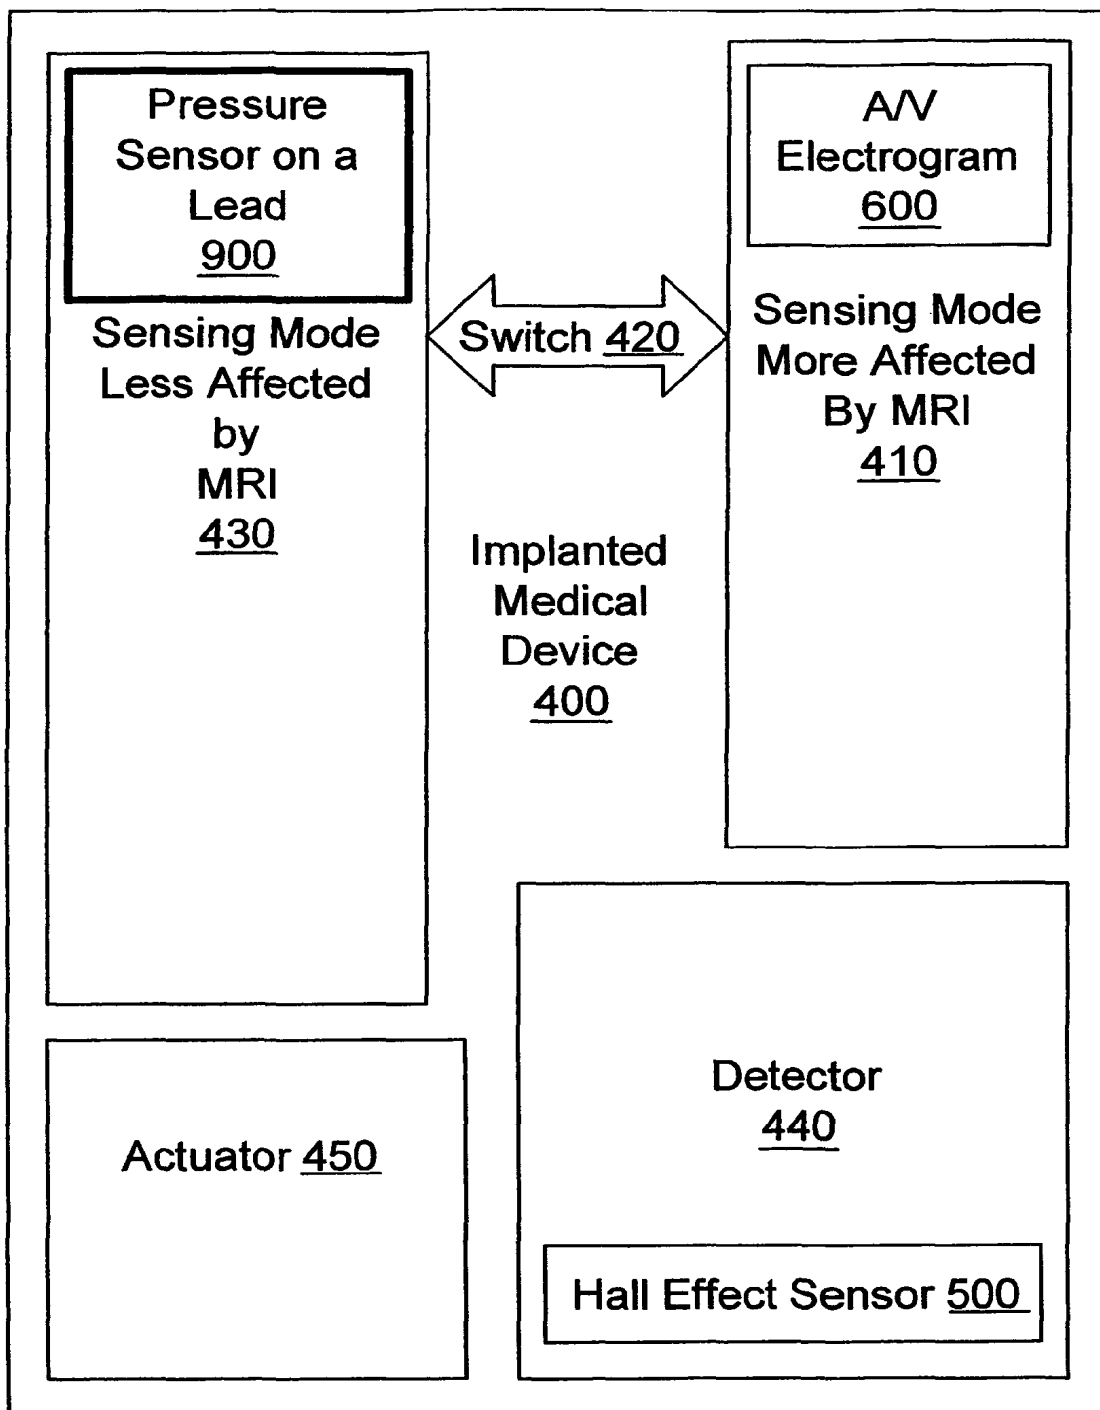 Pressure
Sensor on a
Lead
900
Sensing Mode
Less Affected
by
MRI
430
Switch 420
A/V
Electrogram
600
Sensing Mode
More Affected
By MRI
410
Implanted
Medical
Device
400
Actuator 450
Detector
440
Hall Effect Sensor 500